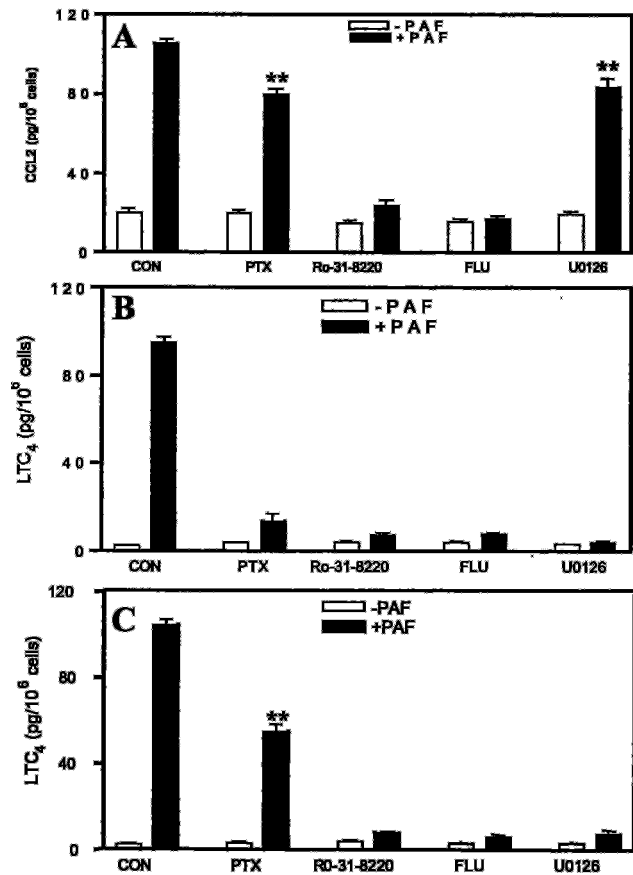 A
120
80
40
0
CCL2 (pg/10⁶ cells)
-PAF
+PAF
**
**
CON PTX Ro-31-8220 FLU U0126
B
120
80
40
0
LTC₄ (pg/10⁶ cells)
-PAF
+PAF
CON PTX Ro-31-8220 FLU U0126
C
120
80
40
0
LTC₄ (pg/10⁶ cells)
-PAF
+PAF
**
CON PTX R0-31-8220 FLU U0126